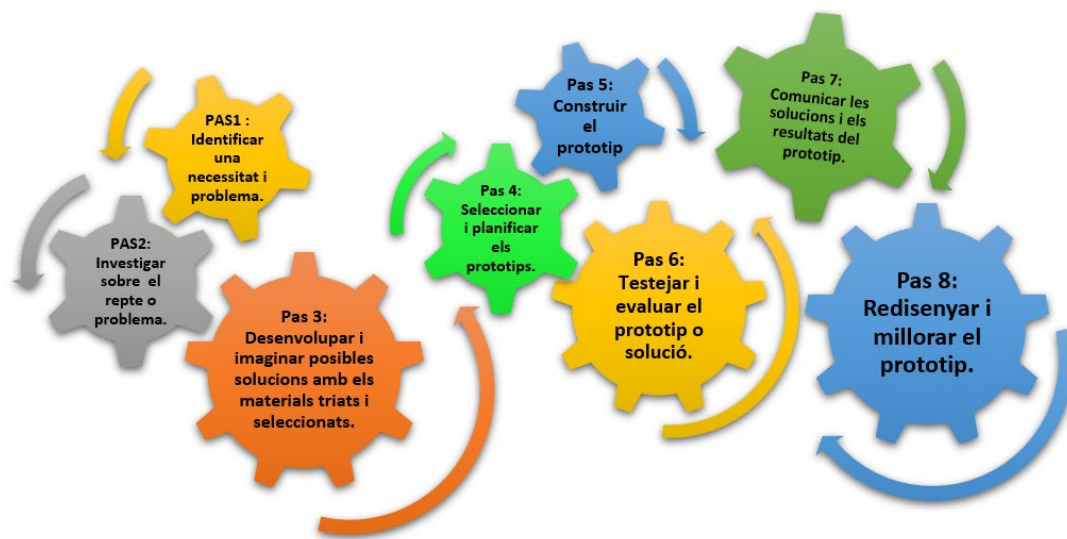 PAS1 :
Identificar
una
necessitat i
problema.
PAS2:
Investigar
sobre el
repte o
problema.
Pas 3:
Desenvolupar i
imaginar posibles
solucions amb els
materials triats i
seleccionats.
Pas 4:
Seleccionar
i planificar
els
prototips.
Pas 5:
Construir
el
prototip
Pas 6:
Testejar i
evaluar el
prototip o
solució.
Pas 7:
Comunicar les
solucions i els
resultats del
prototip.
Pas 8:
Redisenyar i
millorar el
prototip.